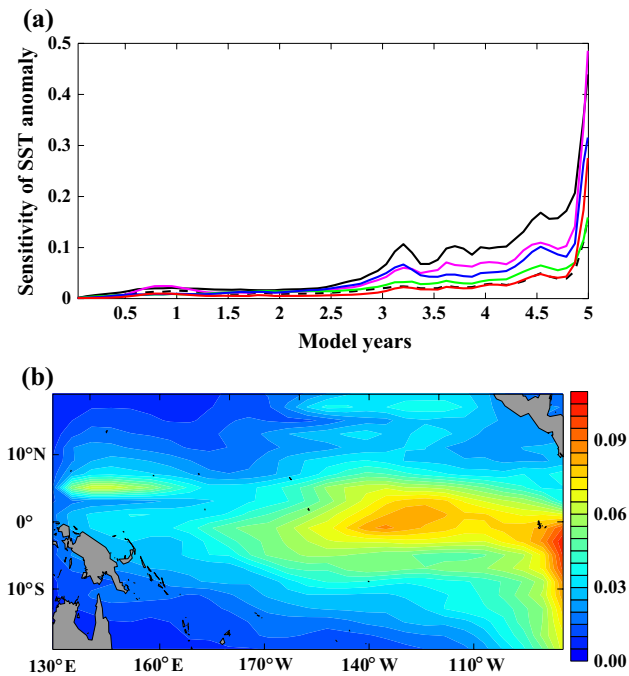 (a)
0.5
0.4
0.3
0.2
0.1
0
Sensitivity of SST anomaly
0.5 1 1.5 2 2.5 3 3.5 4 4.5 5
Model years
(b)
10°N
0°
10°S
130°E 160°E 170°W 140°W 110°W
0.09
0.06
0.03
0.00